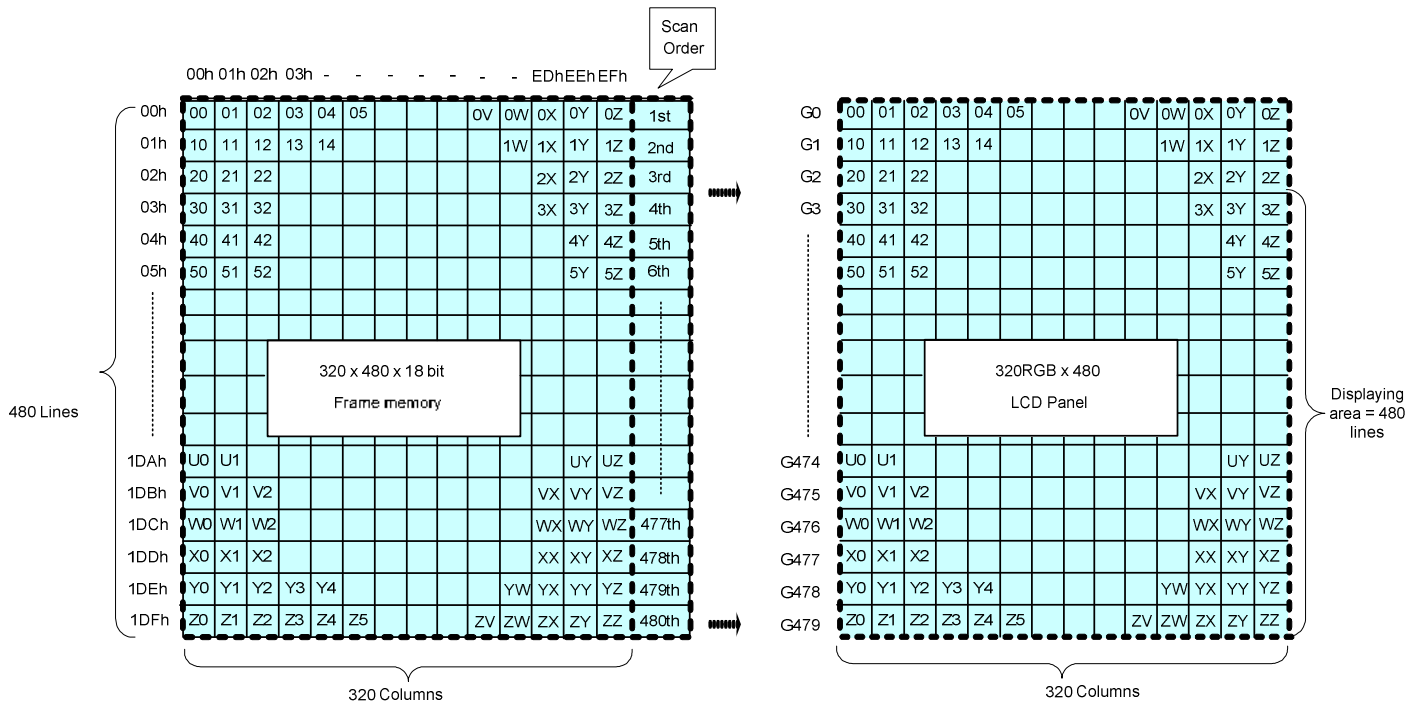 Scan
Order
00h 01h 02h 03h - - - - - - - EDh EEh EFh
00h 00 01 02 03 04 05 0V 0W 0X 0Y 0Z 1st
01h 10 11 12 13 14 1W 1X 1Y 1Z 2nd
02h 20 21 22 2X 2Y 2Z 3rd
03h 30 31 32 3X 3Y 3Z 4th
04h 40 41 42 4Y 4Z 5th
05h 50 51 52 5Y 5Z 6th
320 x 480 x 18 bit
Frame memory
480 Lines
1DAh U0 U1 UY UZ
1DBh V0 V1 V2 VX VY VZ
1DCh W0 W1 W2 WX WY WZ 477th
1DDh X0 X1 X2 XX XY XZ 478th
1DEh Y0 Y1 Y2 Y3 Y4 YW YX YY YZ 479th
1DFh Z0 Z1 Z2 Z3 Z4 Z5 ZV ZW ZX ZY ZZ 480th
320 Columns
G0 00 01 02 03 04 05 0V 0W 0X 0Y 0Z
G1 10 11 12 13 14 1W 1X 1Y 1Z
G2 20 21 22 2X 2Y 2Z
G3 30 31 32 3X 3Y 3Z
40 41 42 4Y 4Z
50 51 52 5Y 5Z
320RGB x 480
LCD Panel
Displaying
area = 480
lines
G474 U0 U1 UY UZ
G475 V0 V1 V2 VX VY VZ
G476 W0 W1 W2 WX WY WZ
G477 X0 X1 X2 XX XY XZ
G478 Y0 Y1 Y2 Y3 Y4 YW YX YY YZ
G479 Z0 Z1 Z2 Z3 Z4 Z5 ZV ZW ZX ZY ZZ
320 Columns